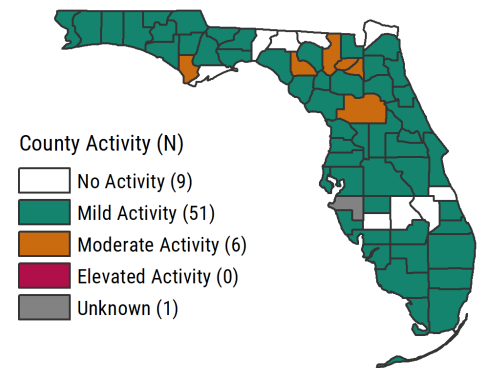 County Activity (N)
No Activity (9)
Mild Activity (51)
Moderate Activity (6)
Elevated Activity (0)
Unknown (1)